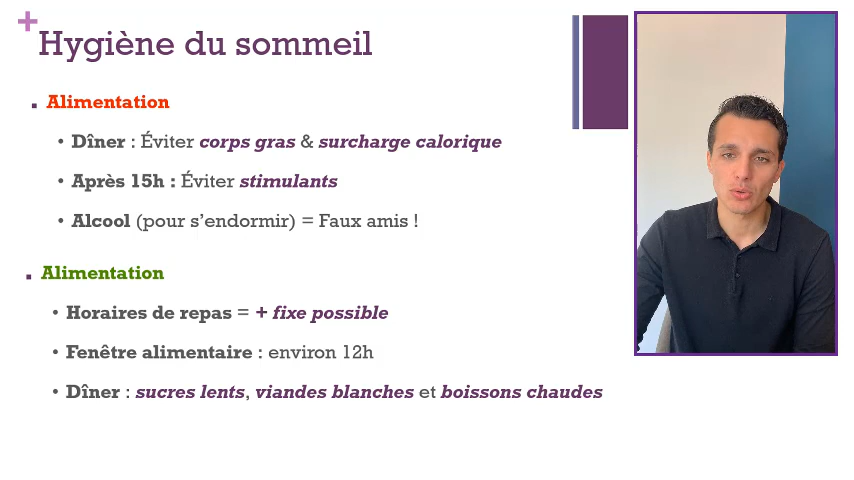 Hygiène du sommeil
Alimentation
Dîner : Éviter corps gras & surcharge calorique
Après 15h : Éviter stimulants
Alcool (pour s’endormir) = Faux amis !
Alimentation
Horaires de repas = + fixe possible
Fenêtre alimentaire : environ 12h
Dîner : sucres lents, viandes blanches et boissons chaudes